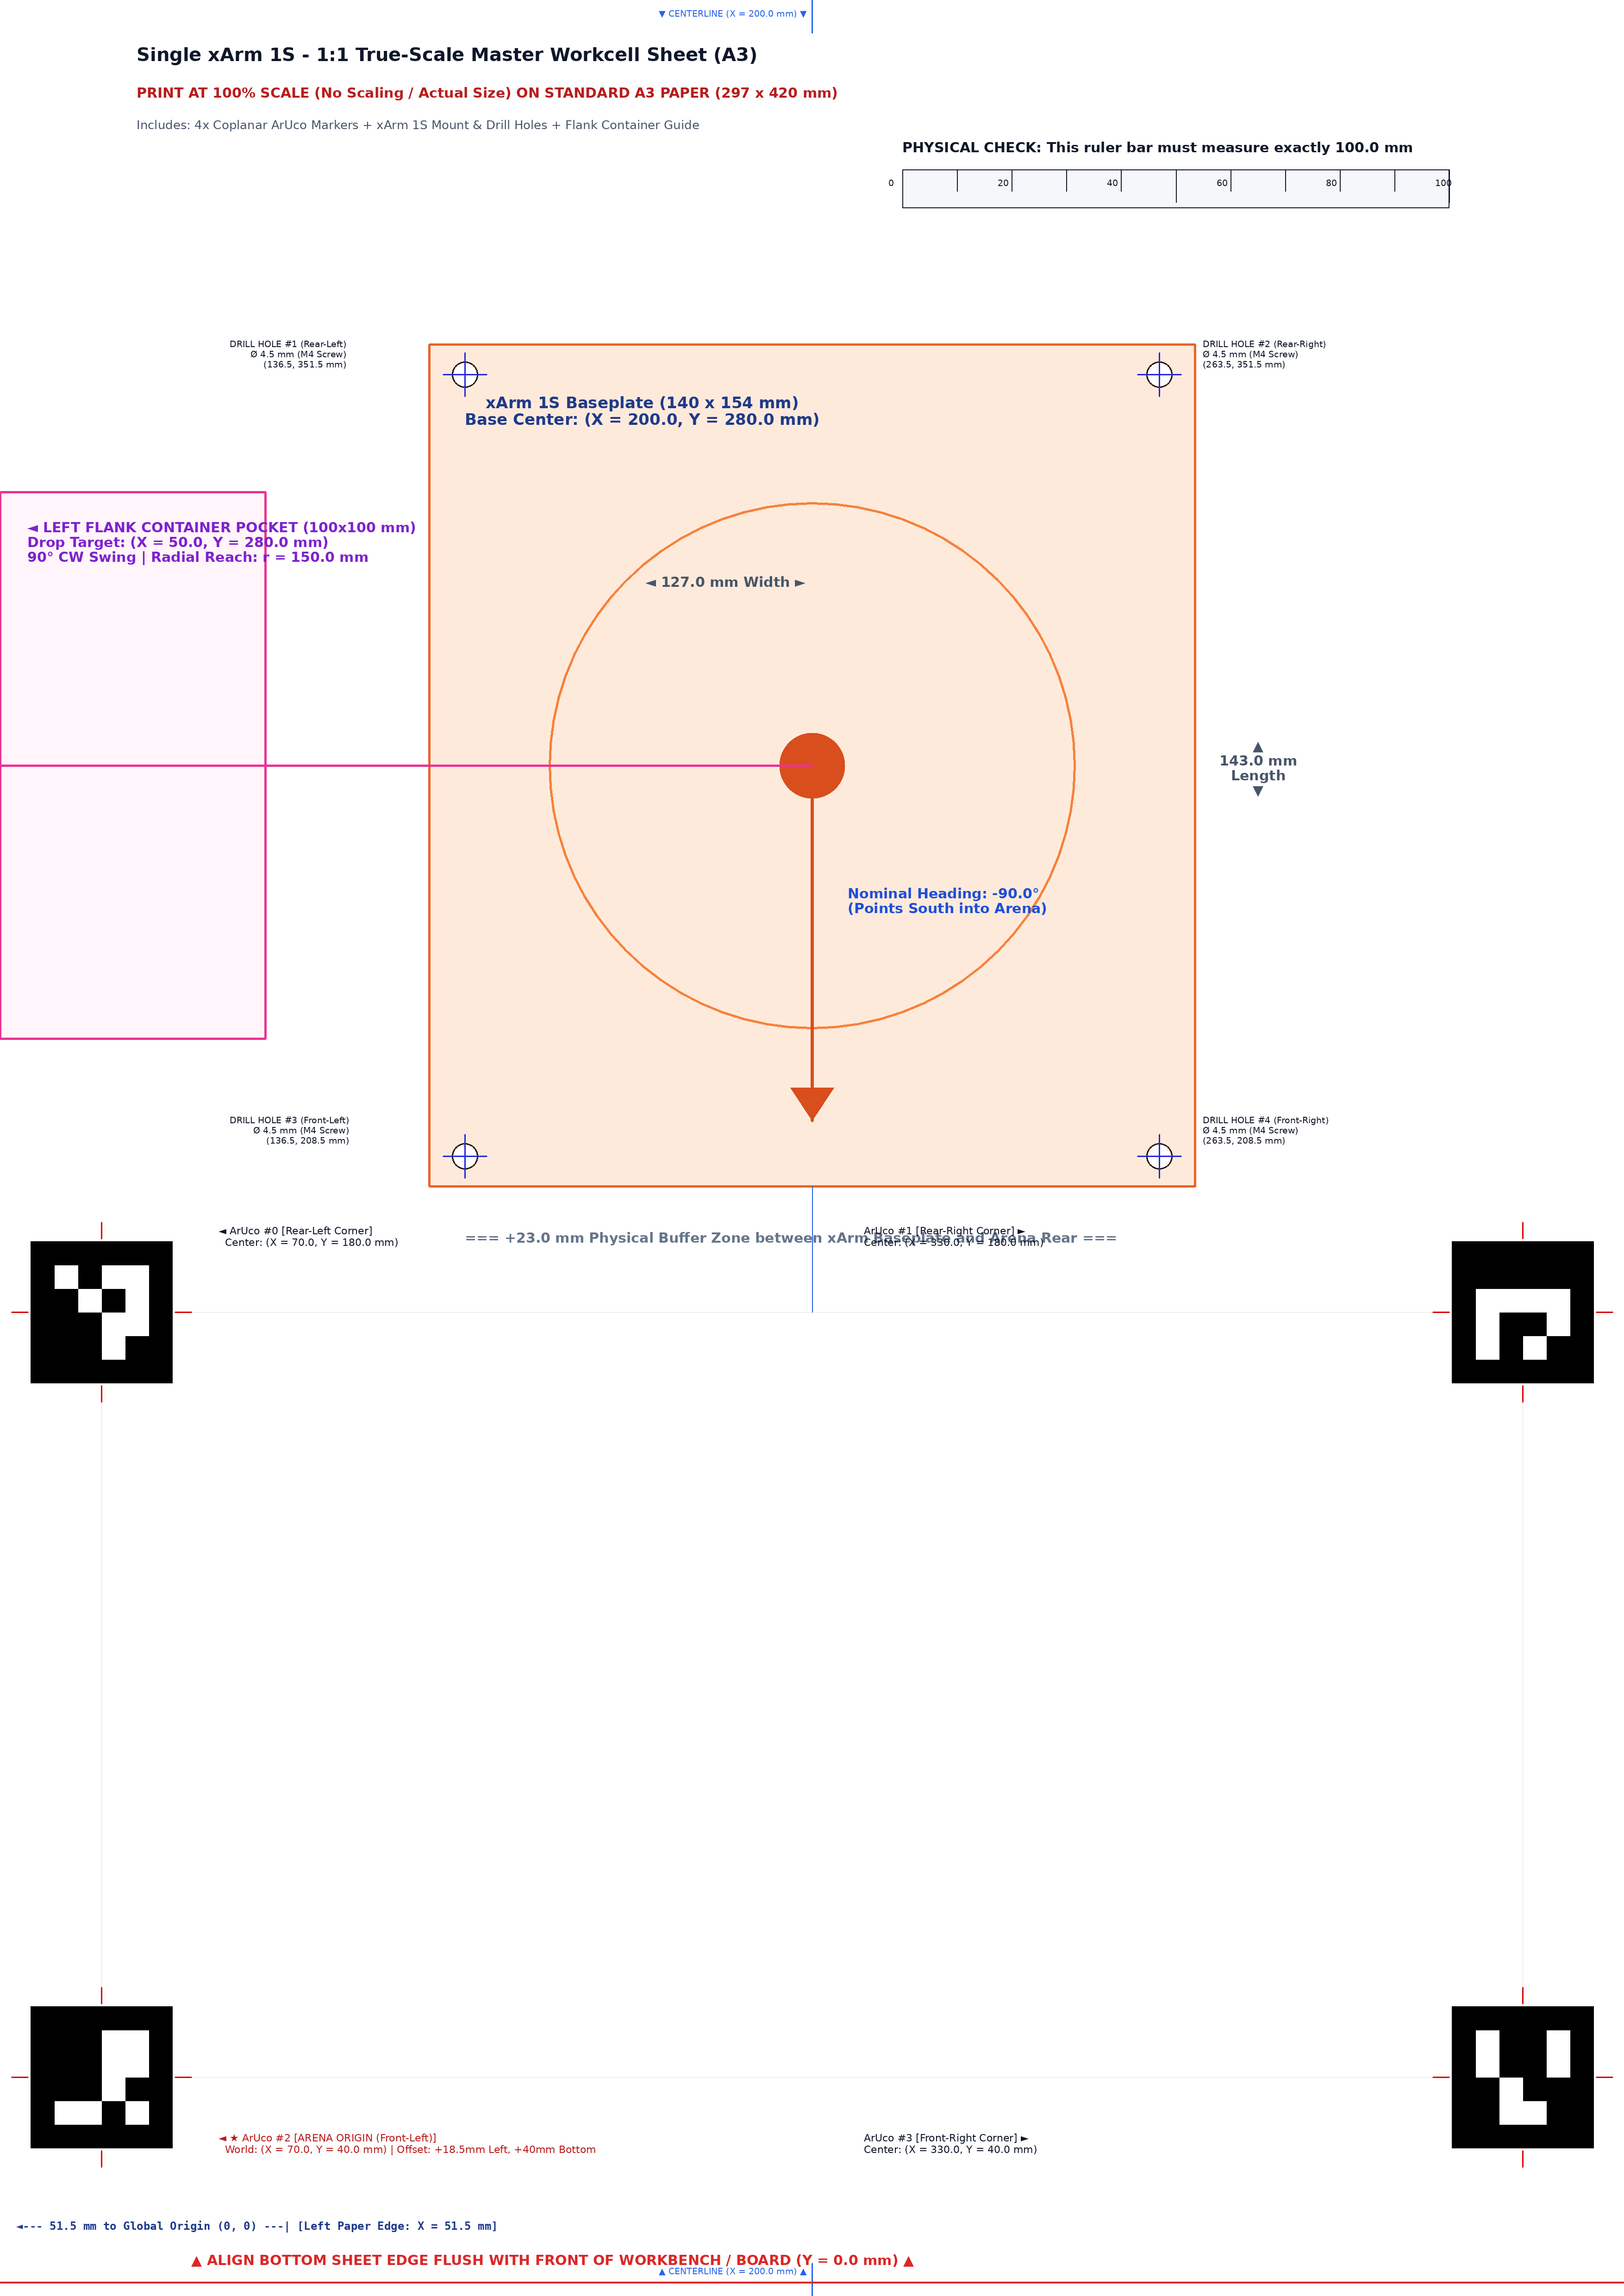 ▼ CENTERLINE (X = 200.0 mm) ▼
Single xArm 1S - 1:1 True-Scale Master Workcell Sheet (A3)
PRINT AT 100% SCALE (No Scaling / Actual Size) ON STANDARD A3 PAPER (297 x 420 mm)
Includes: 4x Coplanar ArUco Markers + xArm 1S Mount & Drill Holes + Flank Container Guide
PHYSICAL CHECK: This ruler bar must measure exactly 100.0 mm
0 20 40 60 80 100
DRILL HOLE #1 (Rear-Left)
Ø 4.5 mm (M4 Screw)
(136.5, 351.5 mm)
DRILL HOLE #2 (Rear-Right)
Ø 4.5 mm (M4 Screw)
(263.5, 351.5 mm)
xArm 1S Baseplate (140 x 154 mm)
Base Center: (X = 200.0, Y = 280.0 mm)
◄ LEFT FLANK CONTAINER POCKET (100x100 mm)
Drop Target: (X = 50.0, Y = 280.0 mm)
90° CW Swing | Radial Reach: r = 150.0 mm
◄ 127.0 mm Width ►
▲
143.0 mm
Length
▼
Nominal Heading: -90.0°
(Points South into Arena)
DRILL HOLE #3 (Front-Left)
Ø 4.5 mm (M4 Screw)
(136.5, 208.5 mm)
DRILL HOLE #4 (Front-Right)
Ø 4.5 mm (M4 Screw)
(263.5, 208.5 mm)
◄ ArUco #0 [Rear-Left Corner]
Center: (X = 70.0, Y = 180.0 mm)
=== +23.0 mm Physical Buffer Zone between xArm Baseplate and Arena Rear ===
ArUco #1 [Rear-Right Corner] ►
Center: (X = 330.0, Y = 180.0 mm)
◄ ★ ArUco #2 [ARENA ORIGIN (Front-Left)]
World: (X = 70.0, Y = 40.0 mm) | Offset: +18.5mm Left, +40mm Bottom
ArUco #3 [Front-Right Corner] ►
Center: (X = 330.0, Y = 40.0 mm)
◄--- 51.5 mm to Global Origin (0, 0) ---| [Left Paper Edge: X = 51.5 mm]
▲ ALIGN BOTTOM SHEET EDGE FLUSH WITH FRONT OF WORKBENCH / BOARD (Y = 0.0 mm) ▲
▲ CENTERLINE (X = 200.0 mm) ▲